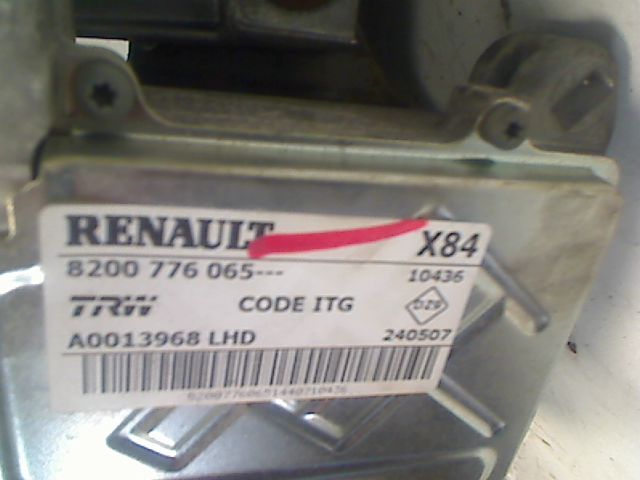 RENAULT
X84
8200 776 065---
10436
TRW
CODE ITG
A0013968 LHD
240507